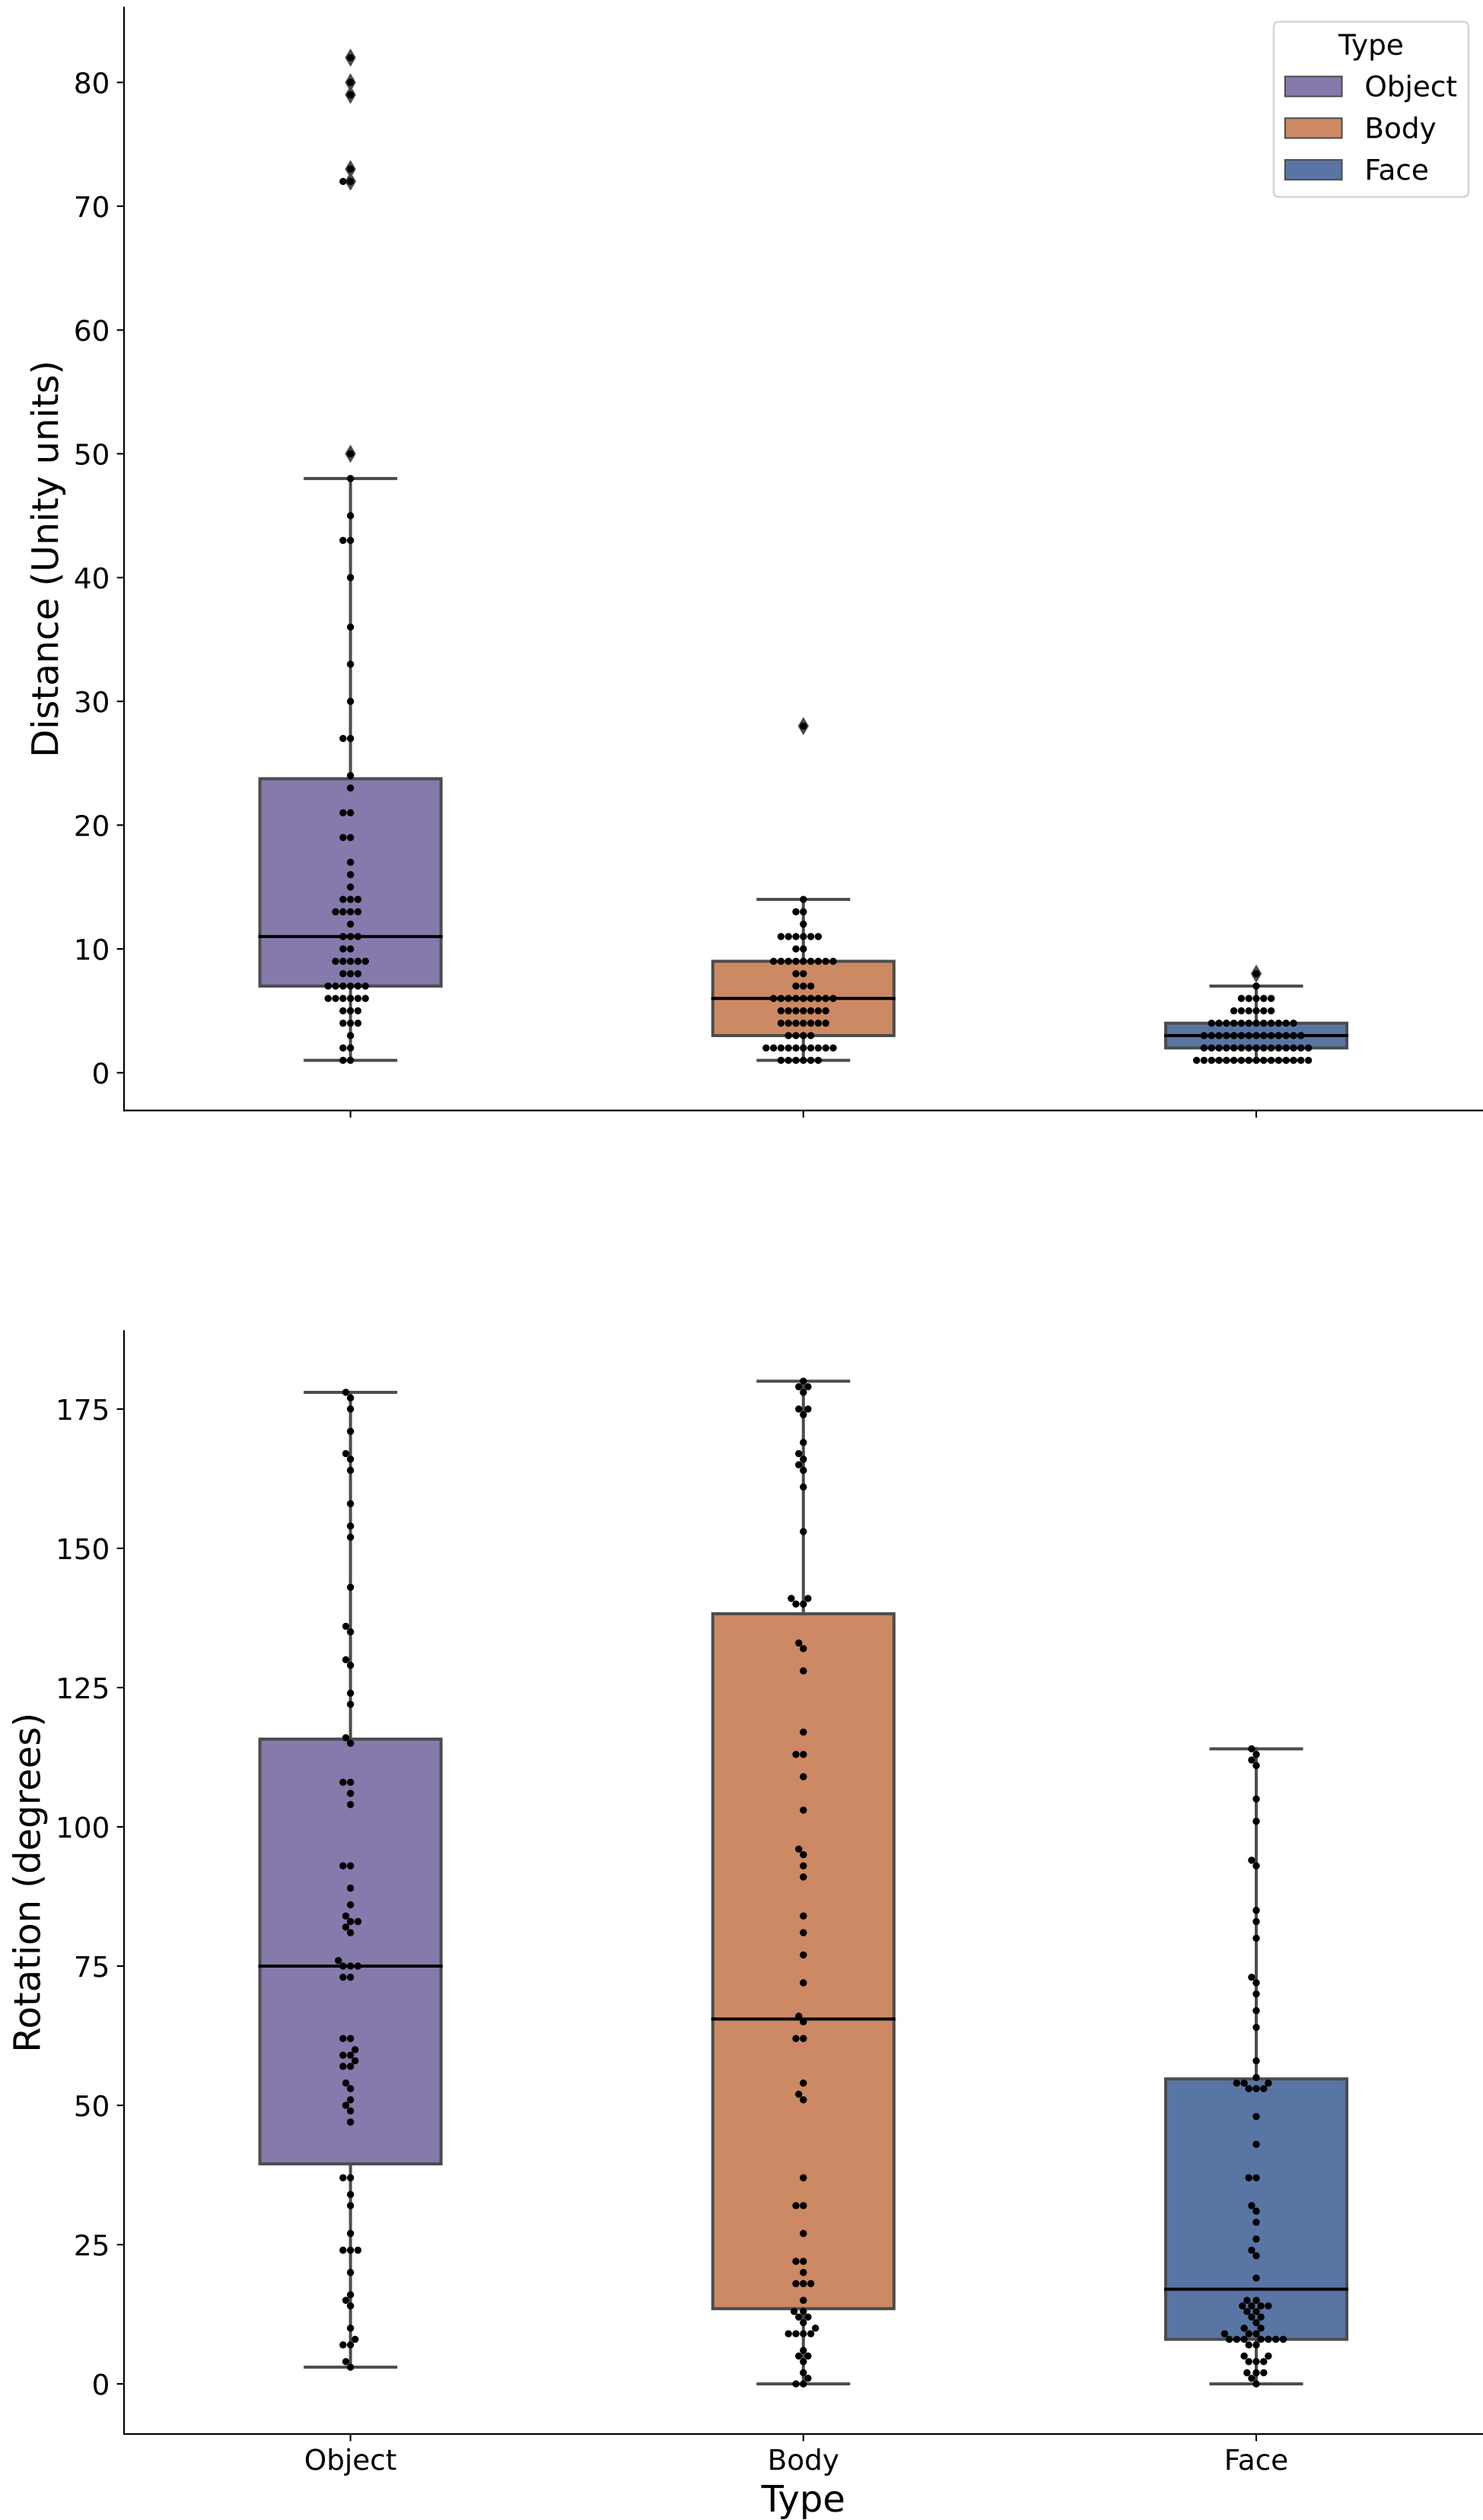 Type
Object
Body
Face
Distance (Unity units)
80
70
60
50
40
30
20
10
0
Rotation (degrees)
175
150
125
100
75
50
25
0
Object Body Face
Type